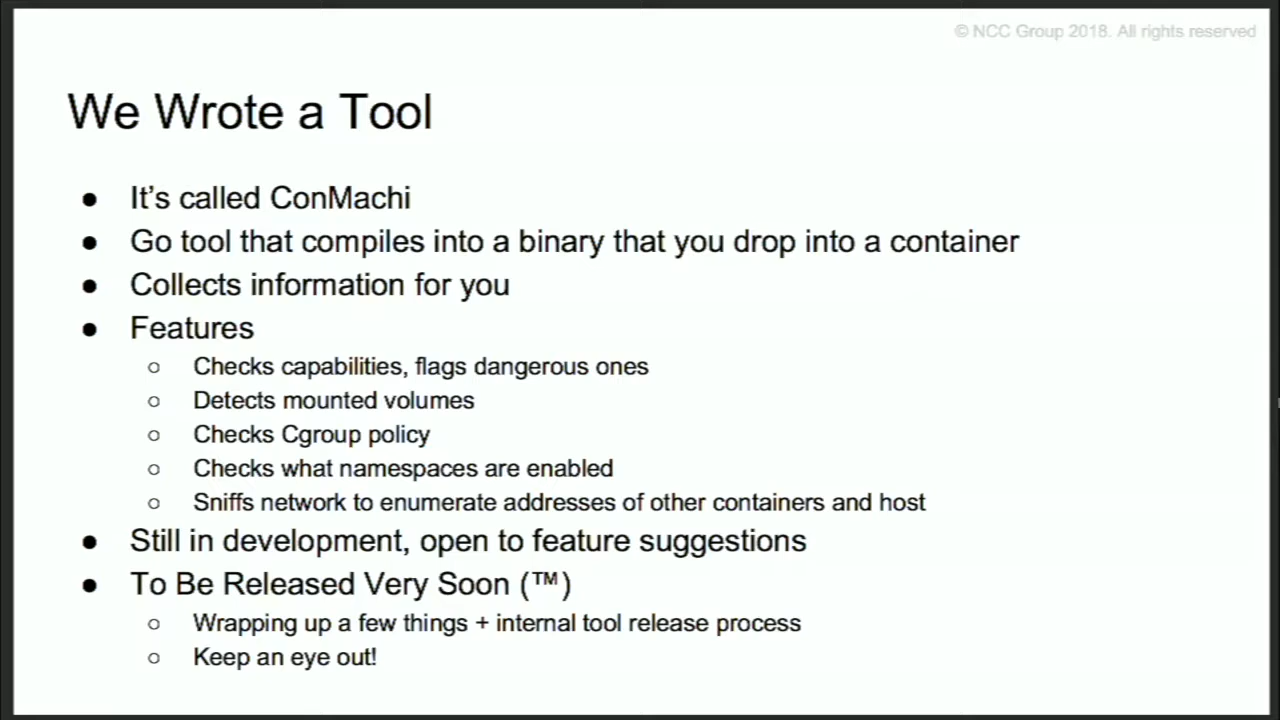 © NCC Group 2018. All rights reserved
We Wrote a Tool
● It's called ConMachi
● Go tool that compiles into a binary that you drop into a container
● Collects information for you
● Features
○ Checks capabilities, flags dangerous ones
○ Detects mounted volumes
○ Checks Cgroup policy
○ Checks what namespaces are enabled
○ Sniffs network to enumerate addresses of other containers and host
● Still in development, open to feature suggestions
● To Be Released Very Soon (™)
○ Wrapping up a few things + internal tool release process
○ Keep an eye out!